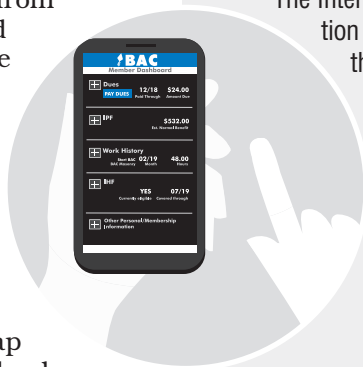 from
d
e
The Inter
tion
th
BAC
Member Dashboard
Dues
PAY DUES
12/18 $24.00
Paid Through Amount Due
IPF
$532.00
Est. Normal Benefit
Work History
Start BAC 02/19 48.00
BAC Masonry Month Hours
IHF
YES 07/19
Currently eligible Covered through
Other Personal/Membership
Information
ap